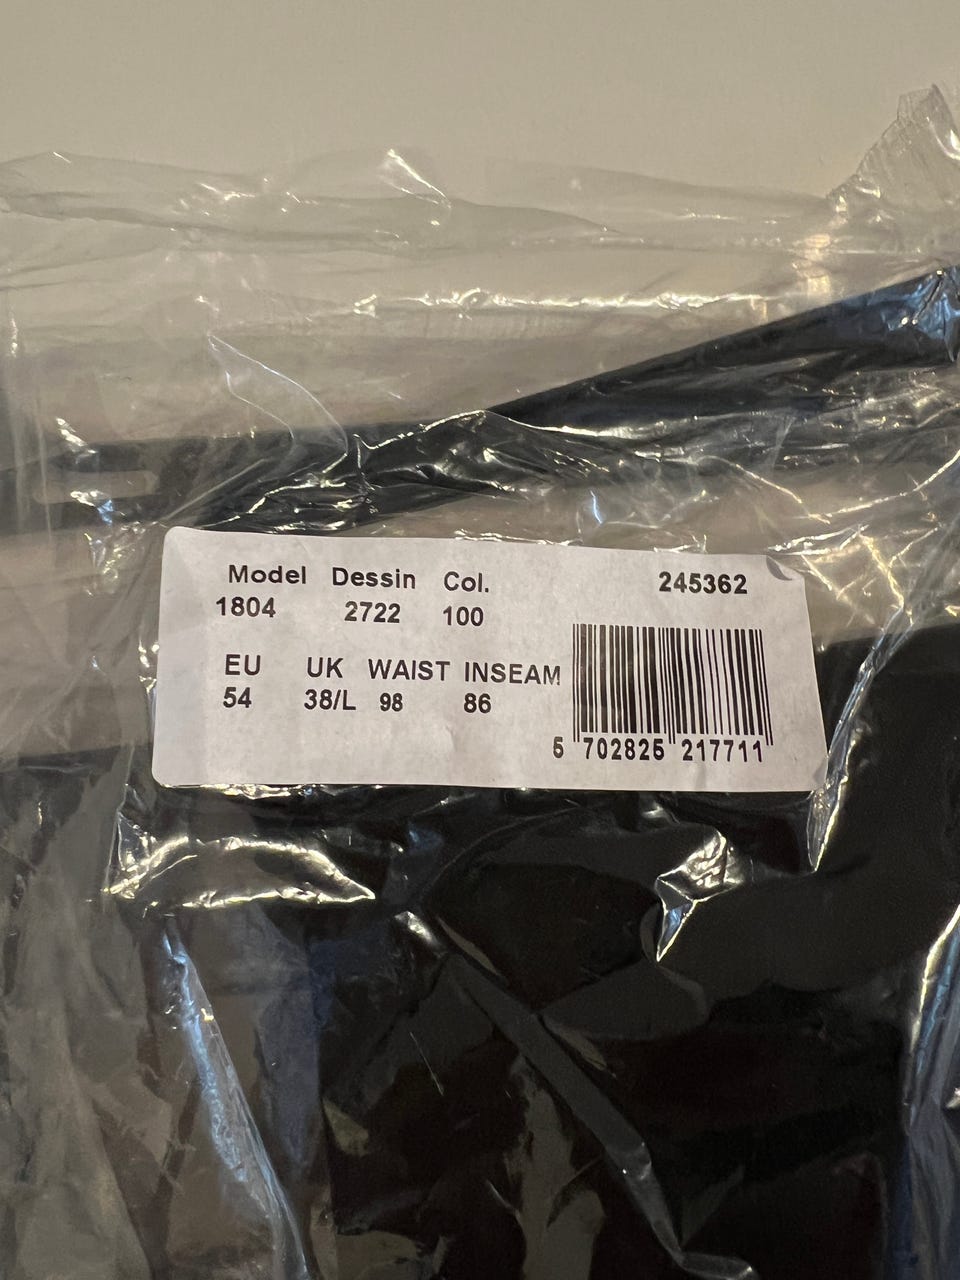 Model Dessin Col. 245362
1804 2722 100
EU UK WAIST INSEAM
54 38/L 98 86
5 702825 217711